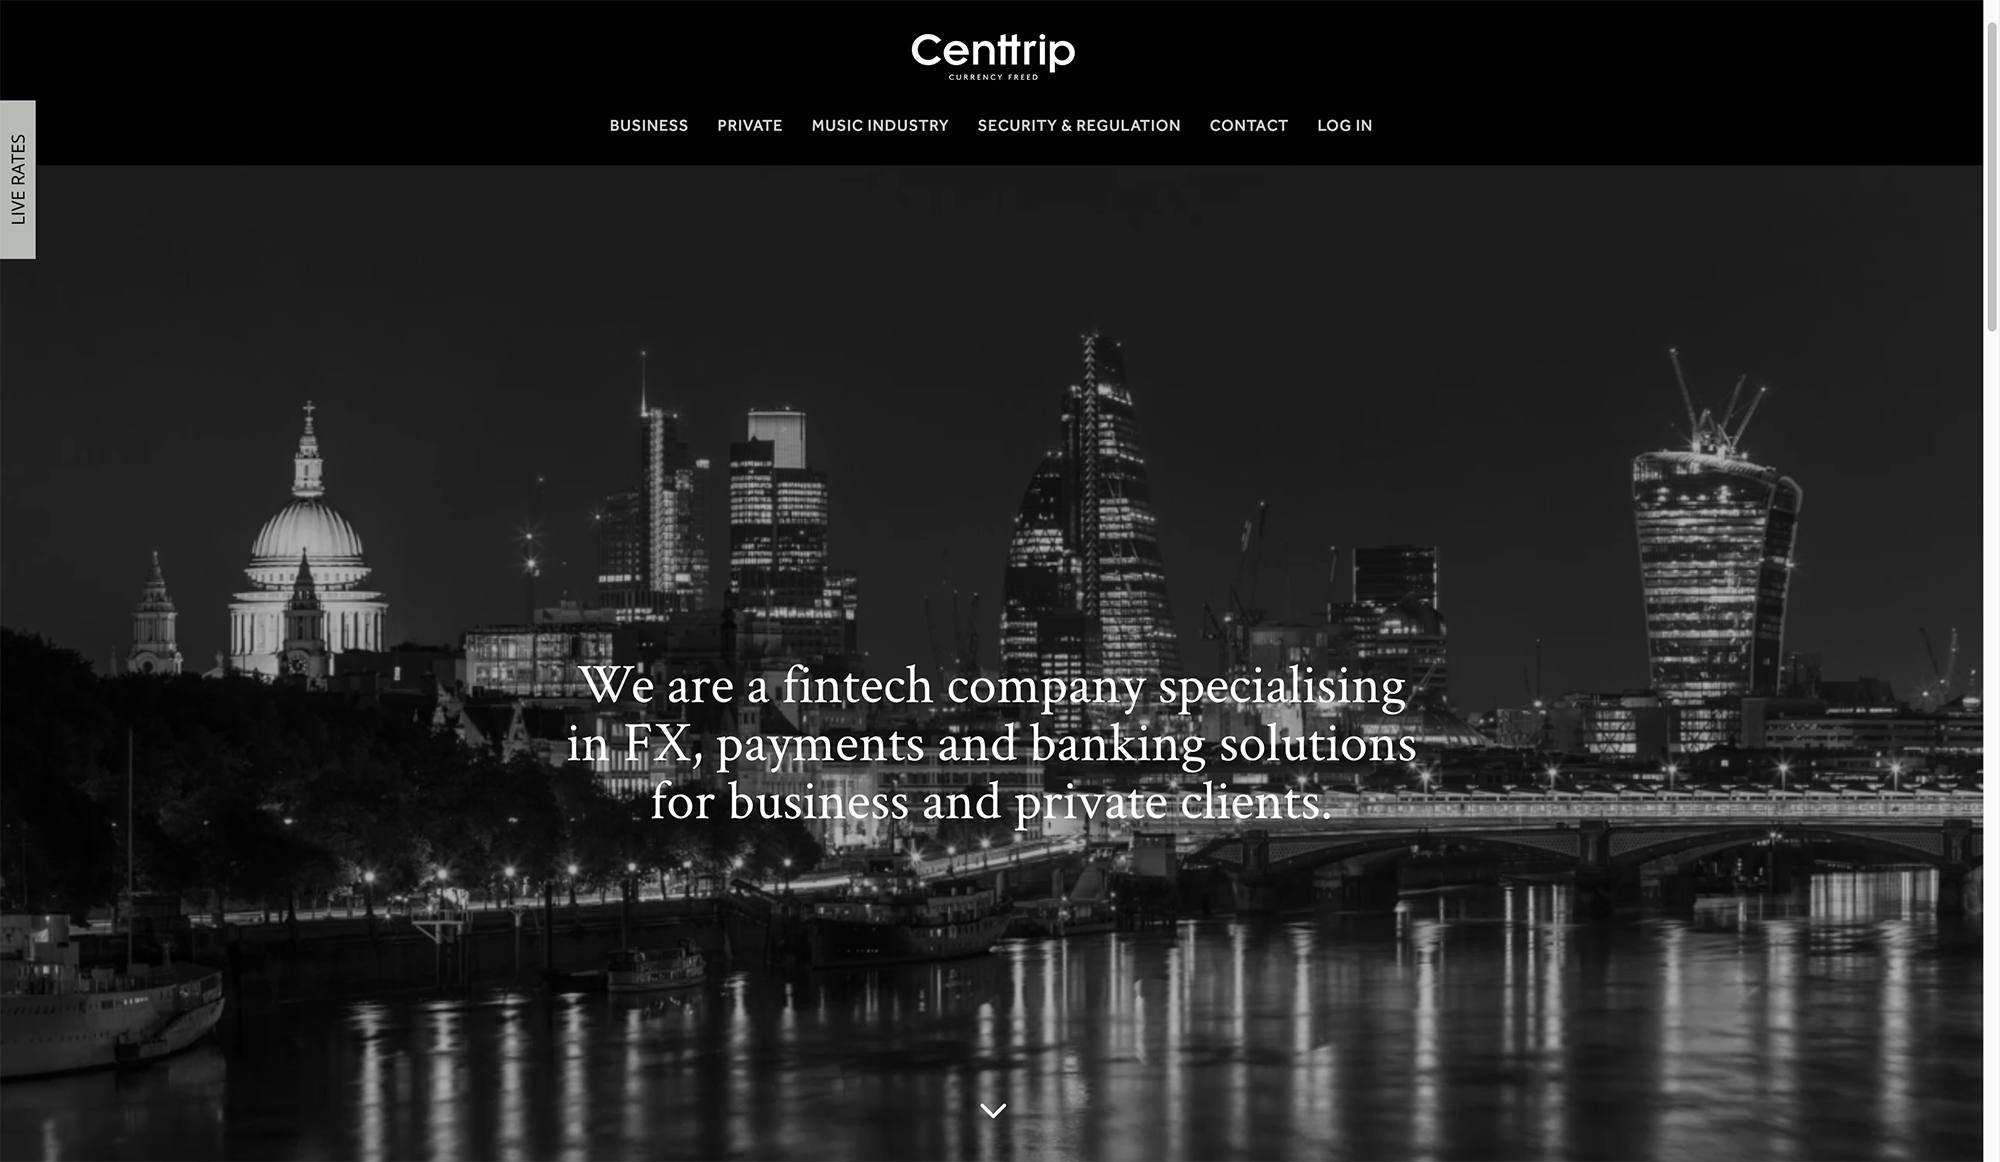 Centtrip
CURRENCY FREED
BUSINESS PRIVATE MUSIC INDUSTRY SECURITY & REGULATION CONTACT LOG IN
LIVE RATES
We are a fintech company specialising
in FX, payments and banking solutions
for business and private clients.